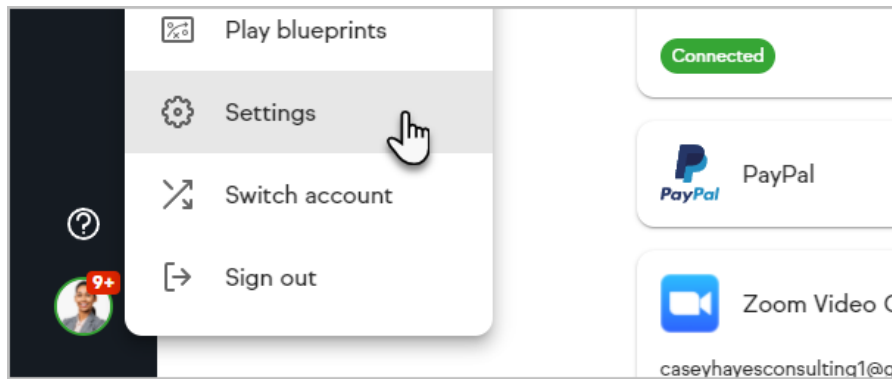 Play blueprints
Settings
Switch account
Sign out
9+
Connected
PayPal
PayPal
Zoom Video
caseyhayesconsulting1@